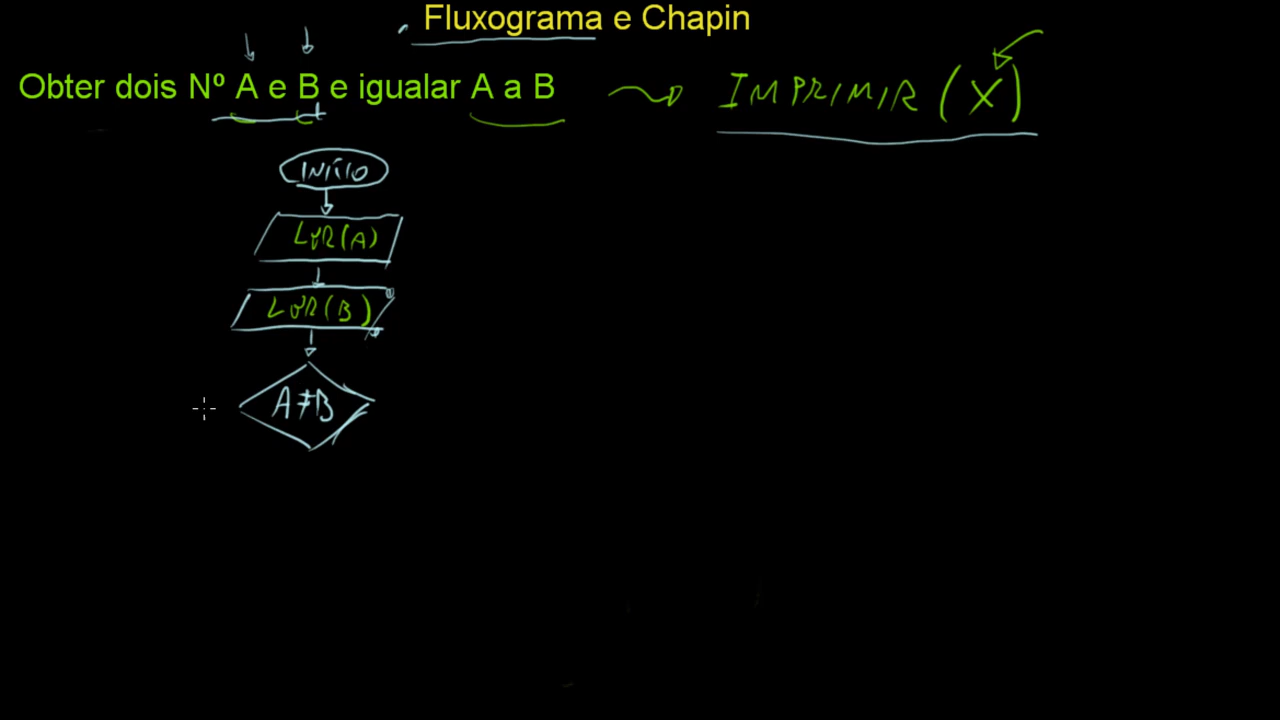 Fluxograma e Chapin
Obter dois Nº A e B e igualar A a B
IMPRIMIR (X)
INÍCIO
LER(A)
LER(B)
A≠B